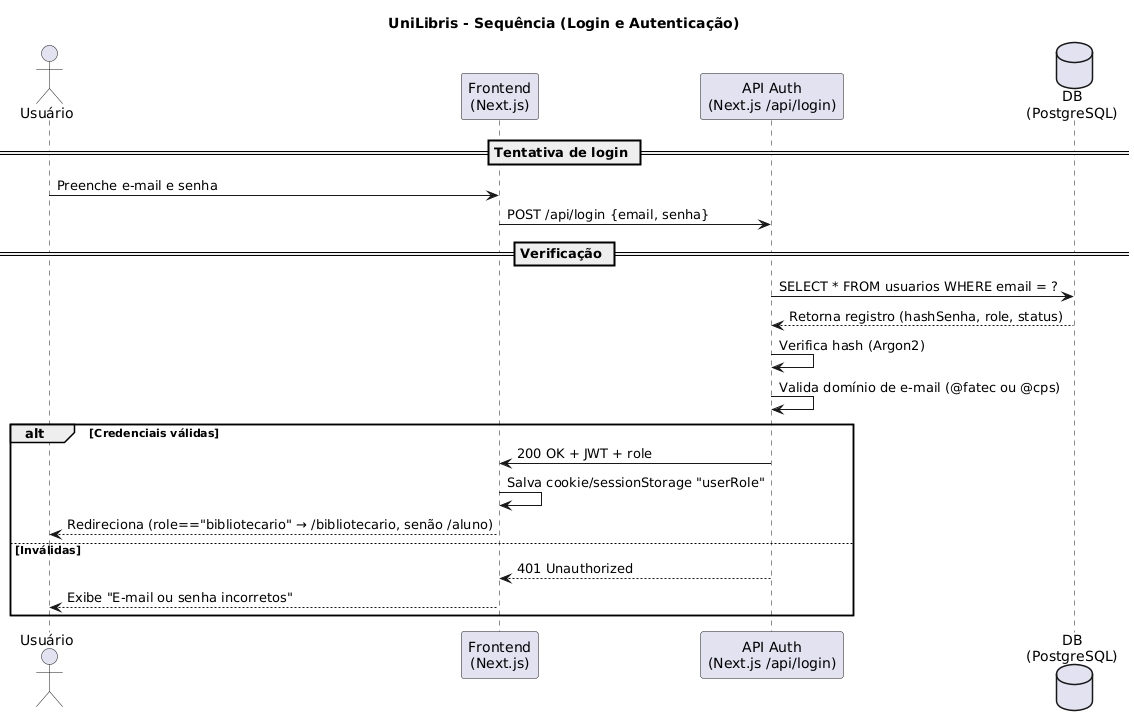 UniLibris - Sequência (Login e Autenticação)
Usuário
Frontend
(Next.js)
API Auth
(Next.js /api/login)
DB
(PostgreSQL)
Tentativa de login
Preenche e-mail e senha
POST /api/login {email, senha}
Verificação
SELECT * FROM usuarios WHERE email = ?
Retorna registro (hashSenha, role, status)
Verifica hash (Argon2)
Valida domínio de e-mail (@fatec ou @cps)
alt [Credenciais válidas]
200 OK + JWT + role
Salva cookie/sessionStorage "userRole"
Redireciona (role=="bibliotecario" → /bibliotecario, senão /aluno)
[Inválidas]
401 Unauthorized
Exibe "E-mail ou senha incorretos"
Usuário
Frontend
(Next.js)
API Auth
(Next.js /api/login)
DB
(PostgreSQL)